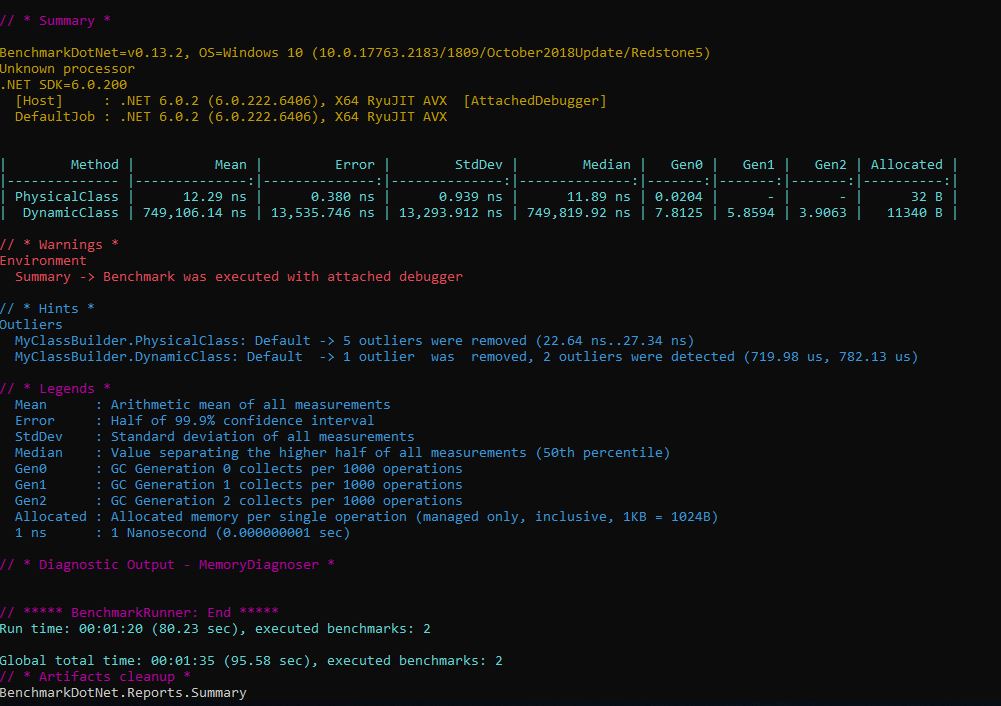 // * Summary *
BenchmarkDotNet=v0.13.2, OS=Windows 10 (10.0.17763.2183/1809/October2018Update/Redstone5)
Unknown processor
.NET SDK=6.0.200
  [Host]     : .NET 6.0.2 (6.0.222.6406), X64 RyuJIT AVX  [AttachedDebugger]
  DefaultJob : .NET 6.0.2 (6.0.222.6406), X64 RyuJIT AVX
|        Method |          Mean |         Error |        StdDev |        Median |   Gen0 |   Gen1 |   Gen2 | Allocated |
|-------------- |--------------:|--------------:|--------------:|--------------:|-------:|-------:|-------:|----------:|
| PhysicalClass |      12.29 ns |      0.380 ns |      0.939 ns |      11.89 ns | 0.0204 |      - |      - |      32 B |
|  DynamicClass | 749,106.14 ns | 13,535.746 ns | 13,293.912 ns | 749,819.92 ns | 7.8125 | 5.8594 | 3.9063 |   11340 B |
// * Warnings *
Environment
  Summary -> Benchmark was executed with attached debugger
// * Hints *
Outliers
  MyClassBuilder.PhysicalClass: Default -> 5 outliers were removed (22.64 ns..27.34 ns)
  MyClassBuilder.DynamicClass: Default  -> 1 outlier  was  removed, 2 outliers were detected (719.98 us, 782.13 us)
// * Legends *
  Mean      : Arithmetic mean of all measurements
  Error     : Half of 99.9% confidence interval
  StdDev    : Standard deviation of all measurements
  Median    : Value separating the higher half of all measurements (50th percentile)
  Gen0      : GC Generation 0 collects per 1000 operations
  Gen1      : GC Generation 1 collects per 1000 operations
  Gen2      : GC Generation 2 collects per 1000 operations
  Allocated : Allocated memory per single operation (managed only, inclusive, 1KB = 1024B)
  1 ns      : 1 Nanosecond (0.000000001 sec)
// * Diagnostic Output - MemoryDiagnoser *
// ***** BenchmarkRunner: End *****
Run time: 00:01:20 (80.23 sec), executed benchmarks: 2
Global total time: 00:01:35 (95.58 sec), executed benchmarks: 2
// * Artifacts cleanup *
BenchmarkDotNet.Reports.Summary